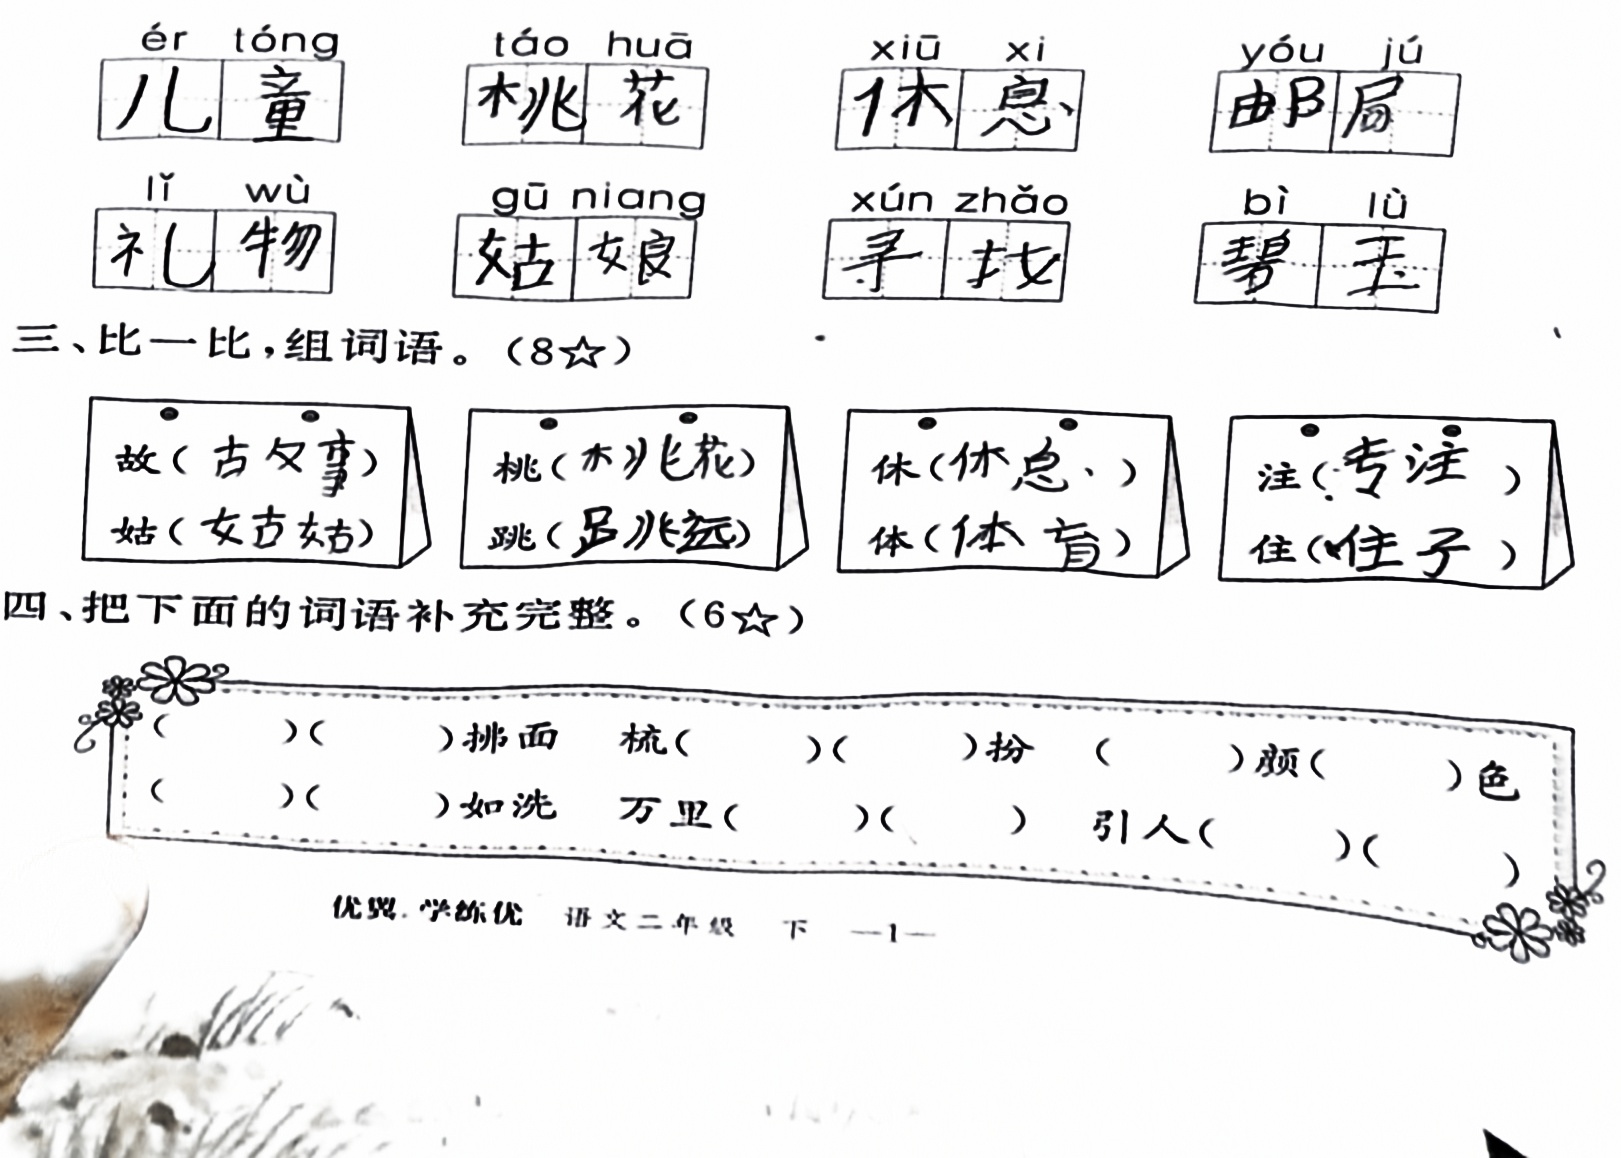 ér tóng táo huā xiū xi yóu jú
儿童 桃花 休息 邮局
lǐ wù gū niang xún zhǎo bì lǜ
礼物 姑娘 寻找 碧玉
三、比一比，组词语。（8☆）
故（故事） 桃（桃花） 休（休息） 注（专注）
姑（姑姑） 跳（跳远） 体（体育） 住（住子）
四、把下面的词语补充完整。（6☆）
（ ）（ ）拂面 梳（ ）（ ）扮 （ ）颜（ ）色
（ ）（ ）如洗 万里（ ）（ ） 引人（ ）（ ）
优翼.学练优 语文二年级 下 —1—